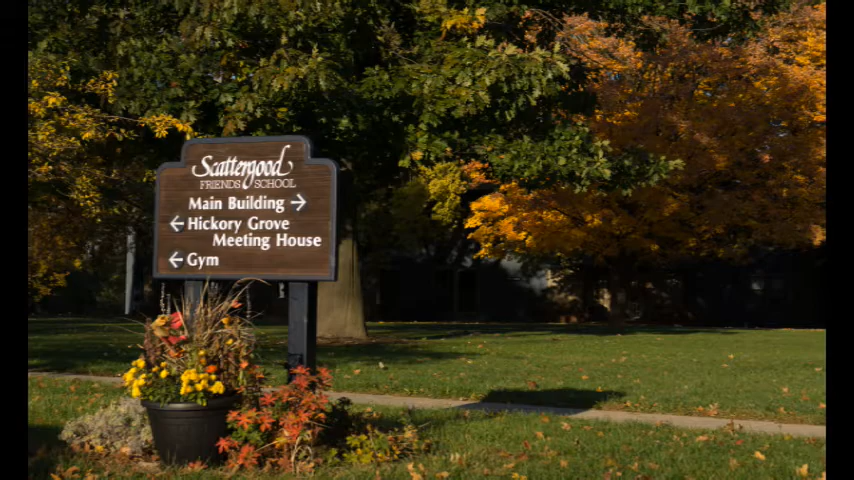 Scattergood
FRIENDS SCHOOL
Main Building →
← Hickory Grove
Meeting House
← Gym